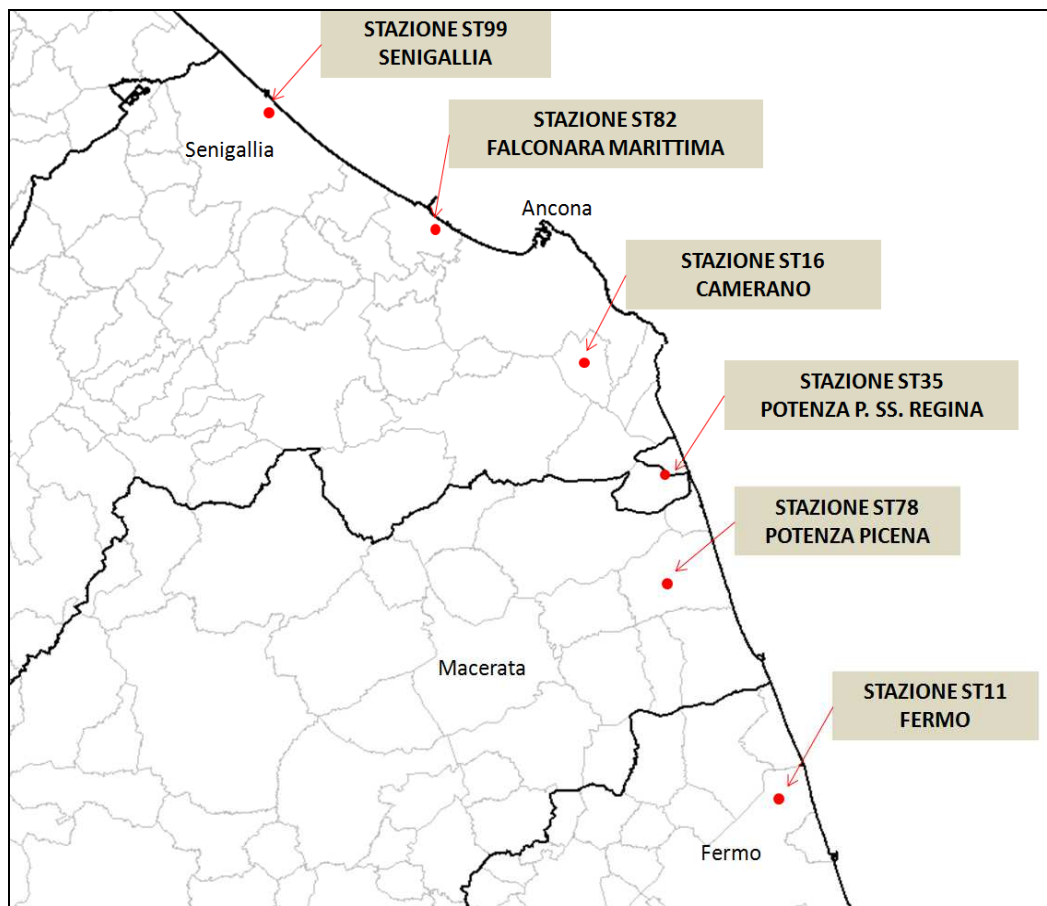 STAZIONE ST99
SENIGALLIA
STAZIONE ST82
FALCONARA MARITTIMA
Senigallia
Ancona
STAZIONE ST16
CAMERANO
STAZIONE ST35
POTENZA P. SS. REGINA
STAZIONE ST78
POTENZA PICENA
Macerata
STAZIONE ST11
FERMO
Fermo